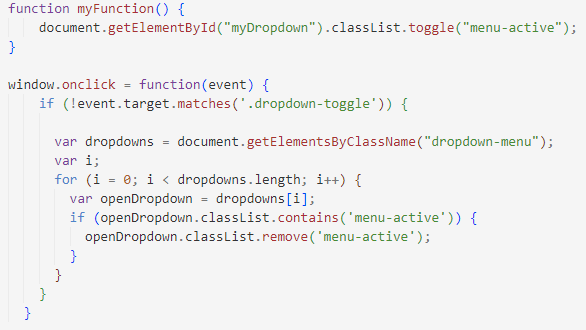 function myFunction() {
    document.getElementById("myDropdown").classList.toggle("menu-active");
}
window.onclick = function(event) {
    if (!event.target.matches('.dropdown-toggle')) {
      var dropdowns = document.getElementsByClassName("dropdown-menu");
      var i;
      for (i = 0; i < dropdowns.length; i++) {
        var openDropdown = dropdowns[i];
        if (openDropdown.classList.contains('menu-active')) {
          openDropdown.classList.remove('menu-active');
        }
      }
    }
  }